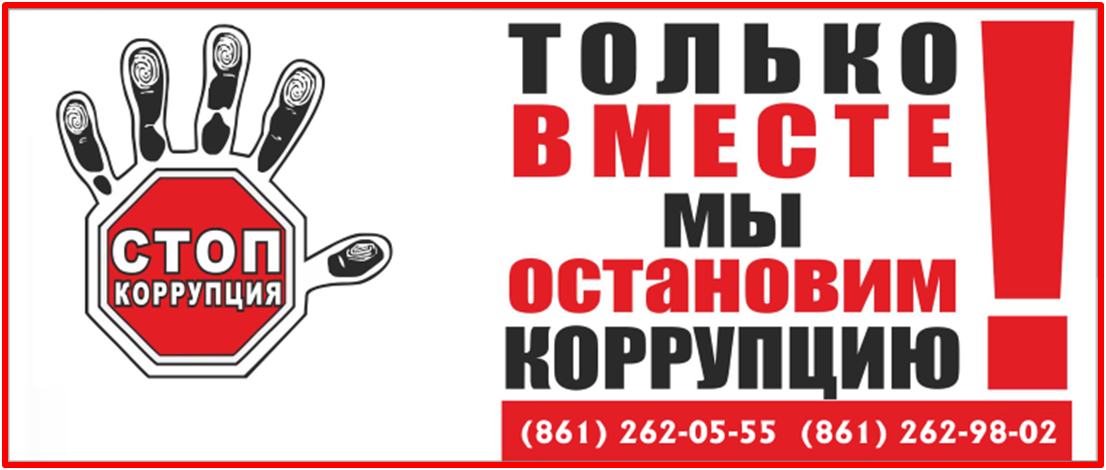 СТОП
КОРРУПЦИЯ
ТОЛЬКО
ВМЕСТЕ
МЫ
ОСТАНОВИМ
КОРРУПЦИЮ!
(861) 262-05-55 (861) 262-98-02